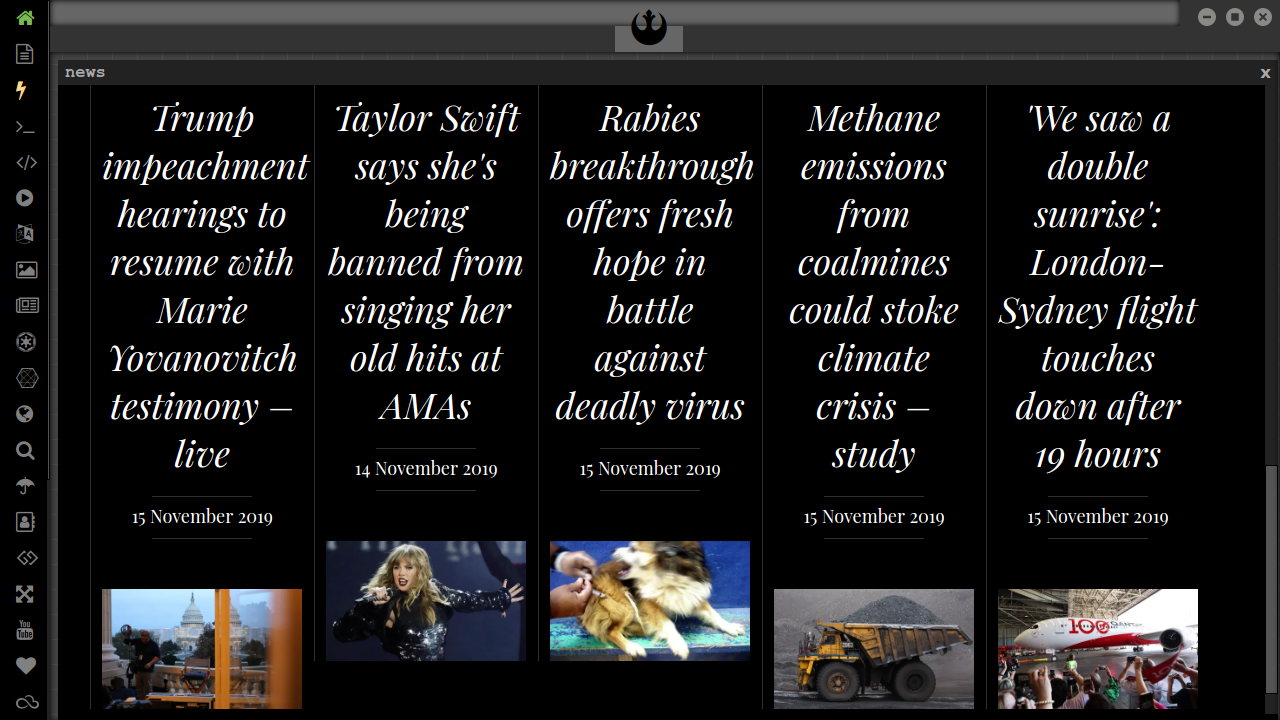 news
x
Trump
impeachment
hearings to
resume with
Marie
Yovanovitch
testimony –
live
15 November 2019
Taylor Swift
says she's
being
banned from
singing her
old hits at
AMAs
14 November 2019
Rabies
breakthrough
offers fresh
hope in
battle
against
deadly virus
15 November 2019
Methane
emissions
from
coalmines
could stoke
climate
crisis –
study
15 November 2019
'We saw a
double
sunrise':
London-
Sydney flight
touches
down after
19 hours
15 November 2019
You
Tube
100